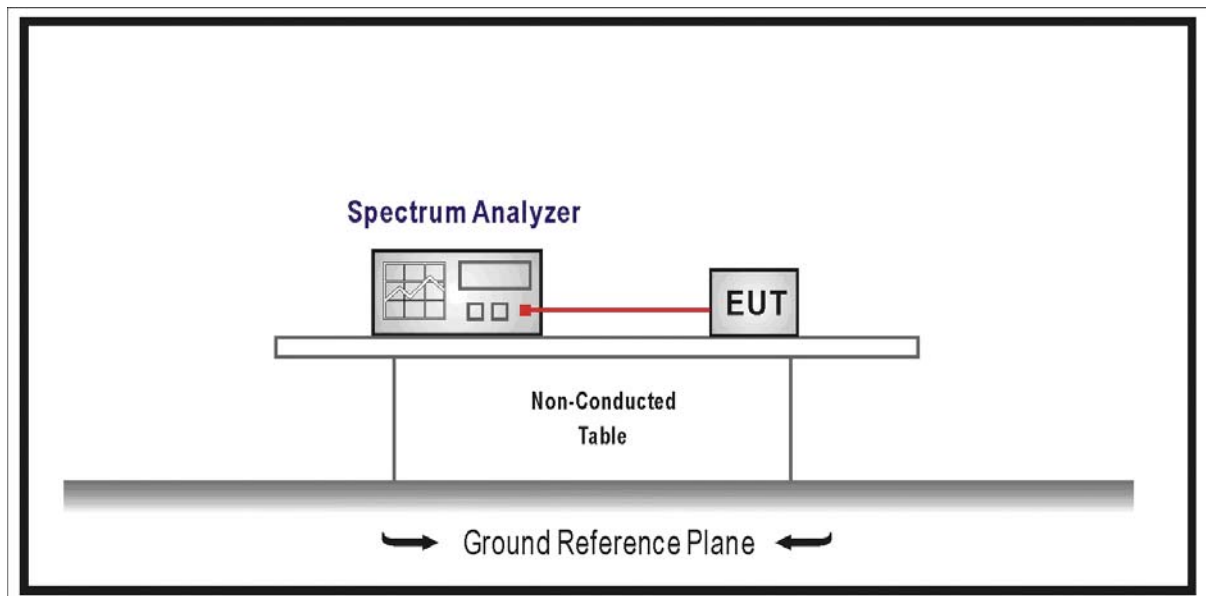 Spectrum Analyzer
EUT
Non-Conducted
Table
Ground Reference Plane